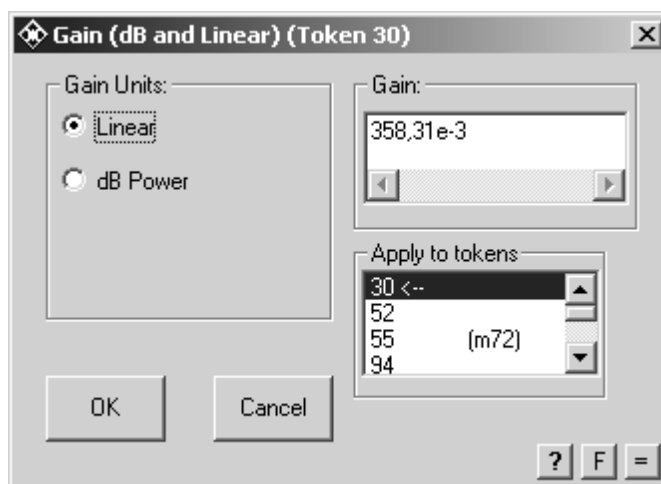 Gain (dB and Linear) (Token 30)
Gain Units:
Linear
dB Power
Gain:
358,31e-3
Apply to tokens
30 <--
52
55 (m72)
94
OK
Cancel
? F =